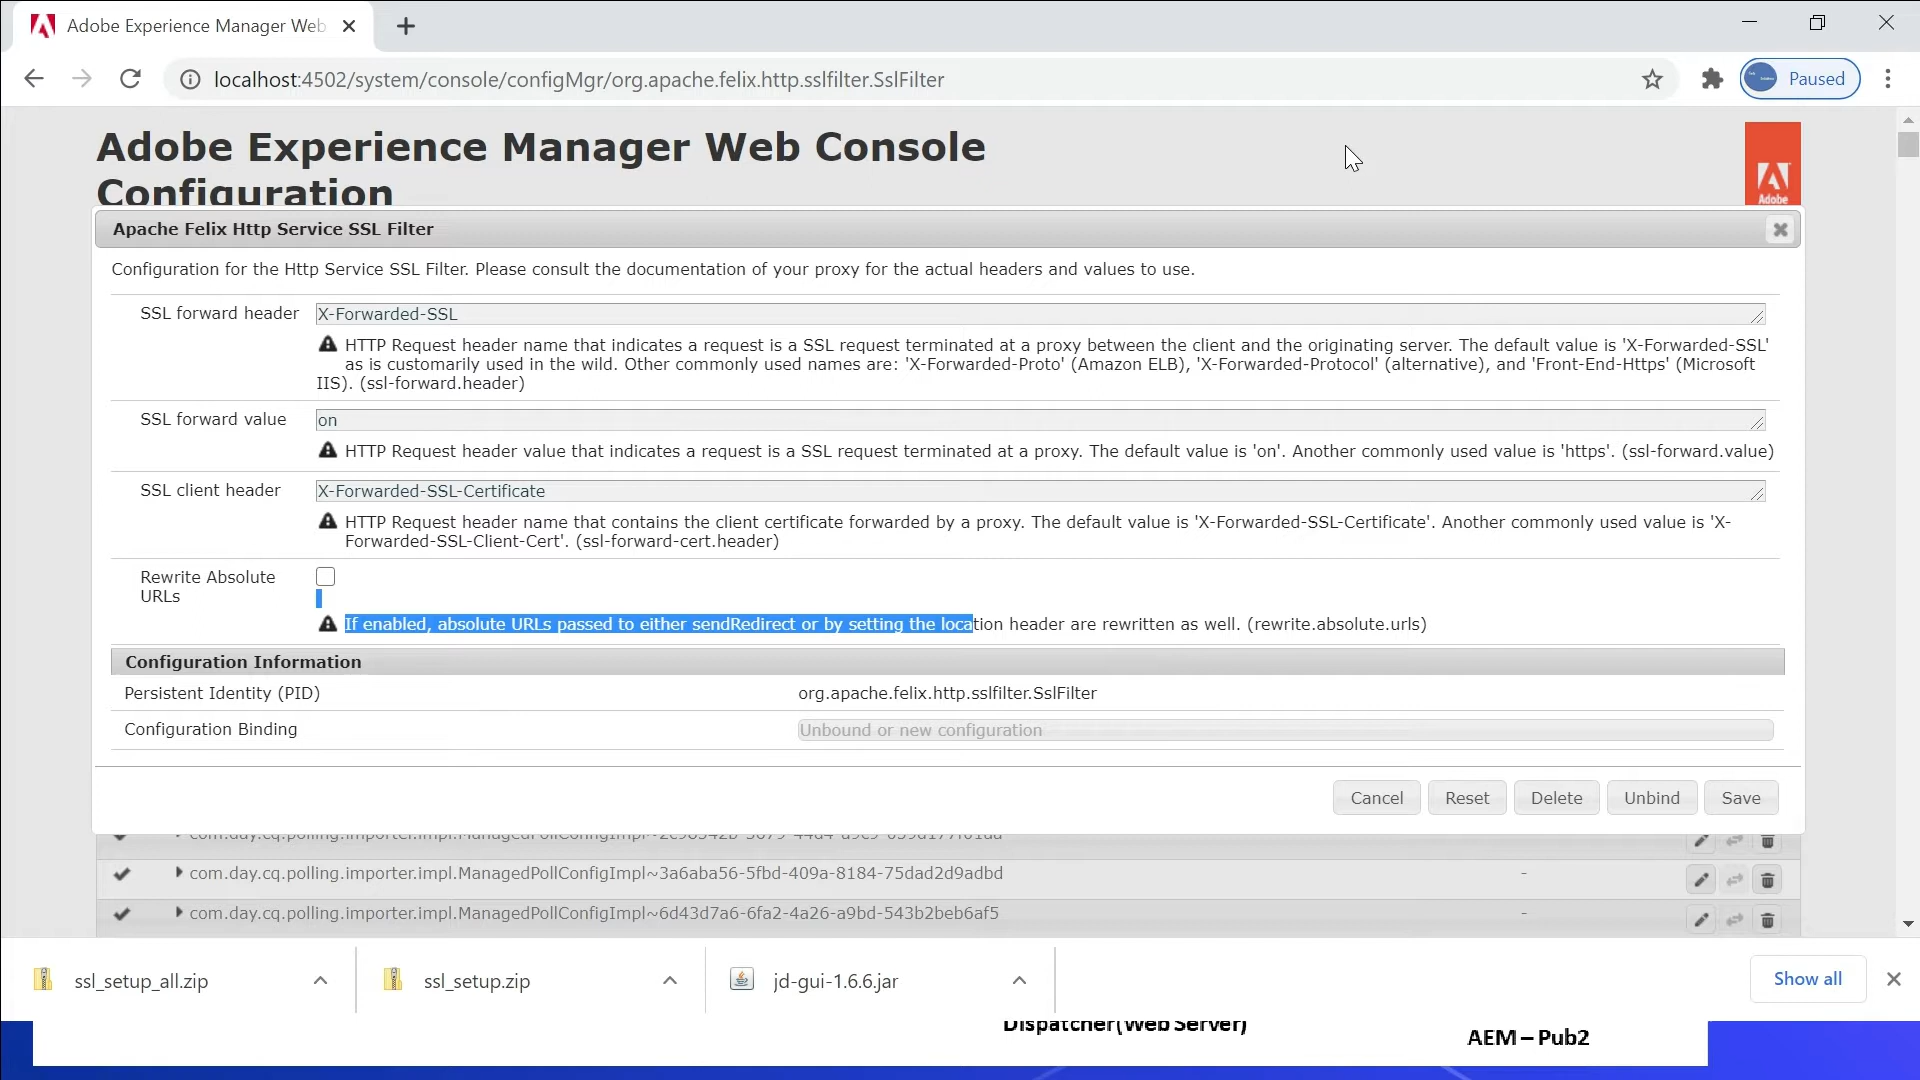 Adobe Experience Manager Web
localhost:4502/system/console/configMgr/org.apache.felix.http.sslfilter.SslFilter
Paused
Adobe Experience Manager Web Console
Configuration
Adobe
Apache Felix Http Service SSL Filter
Configuration for the Http Service SSL Filter. Please consult the documentation of your proxy for the actual headers and values to use.
SSL forward header
X-Forwarded-SSL
HTTP Request header name that indicates a request is a SSL request terminated at a proxy between the client and the originating server. The default value is 'X-Forwarded-SSL'
as is customarily used in the wild. Other commonly used names are: 'X-Forwarded-Proto' (Amazon ELB), 'X-Forwarded-Protocol' (alternative), and 'Front-End-Https' (Microsoft
IIS). (ssl-forward.header)
SSL forward value
on
HTTP Request header value that indicates a request is a SSL request terminated at a proxy. The default value is 'on'. Another commonly used value is 'https'. (ssl-forward.value)
SSL client header
X-Forwarded-SSL-Certificate
HTTP Request header name that contains the client certificate forwarded by a proxy. The default value is 'X-Forwarded-SSL-Certificate'. Another commonly used value is 'X-
Forwarded-SSL-Client-Cert'. (ssl-forward-cert.header)
Rewrite Absolute
URLs
If enabled, absolute URLs passed to either sendRedirect or by setting the location header are rewritten as well. (rewrite.absolute.urls)
Configuration Information
Persistent Identity (PID)
org.apache.felix.http.sslfilter.SslFilter
Configuration Binding
Unbound or new configuration
Cancel
Reset
Delete
Unbind
Save
com.day.cq.polling.importer.impl.ManagedPollConfigImpl~3a6aba56-5fbd-409a-8184-75dad2d9adbd
-
com.day.cq.polling.importer.impl.ManagedPollConfigImpl~6d43d7a6-6fa2-4a26-a9bd-543b2beb6af5
-
ssl_setup_all.zip
ssl_setup.zip
jd-gui-1.6.6.jar
Show all
Dispatcher(Web Server)
AEM – Pub2